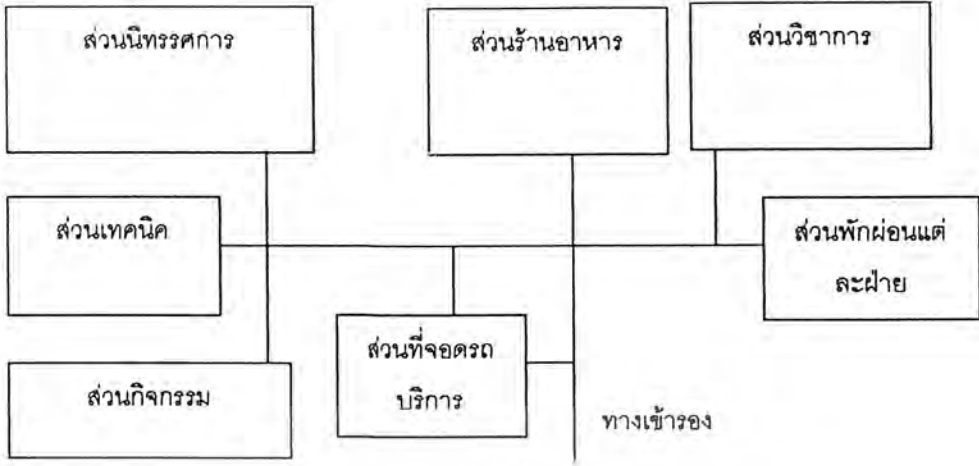 ส่วนนิทรรศการ
ส่วนร้านอาหาร
ส่วนวิชาการ
ส่วนเทคนิค
ส่วนพักผ่อนแต่
ละฝ่าย
ส่วนที่จอดรถ
บริการ
ส่วนกิจกรรม
ทางเข้ารอง